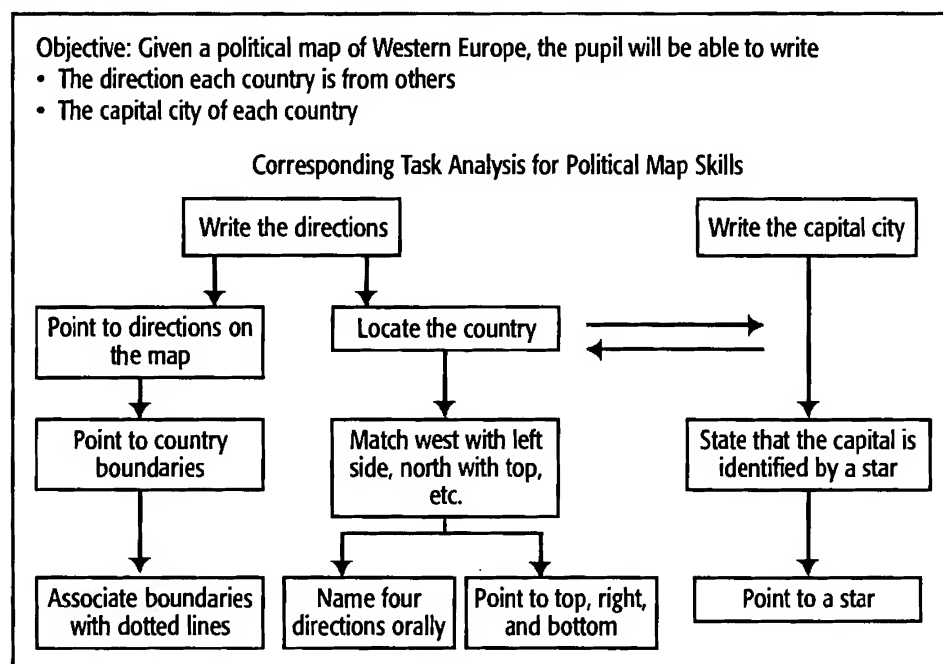 Objective: Given a political map of Western Europe, the pupil will be able to write
• The direction each country is from others
• The capital city of each country
Corresponding Task Analysis for Political Map Skills
Write the directions
Write the capital city
Point to directions on
the map
Locate the country
Point to country
boundaries
Match west with left
side, north with top,
etc.
State that the capital is
identified by a star
Associate boundaries
with dotted lines
Name four
directions orally
Point to top, right,
and bottom
Point to a star